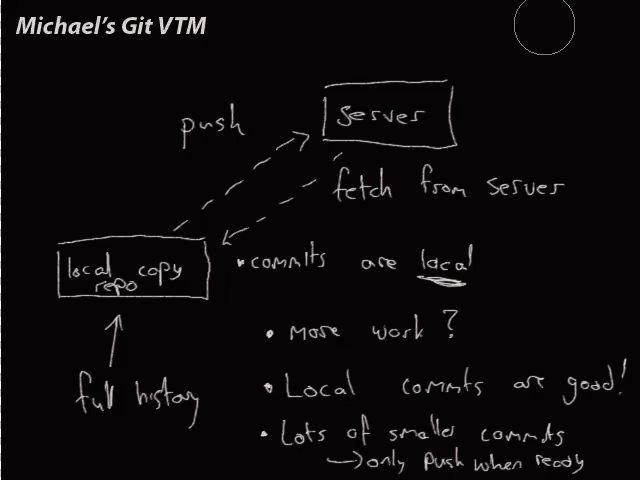 Michael's Git VTM
server
push
fetch from server
local copy
repo
• commits are local
• more work?
full history
• Local commts are good!
• Lots of smaller commits
→ only push when ready